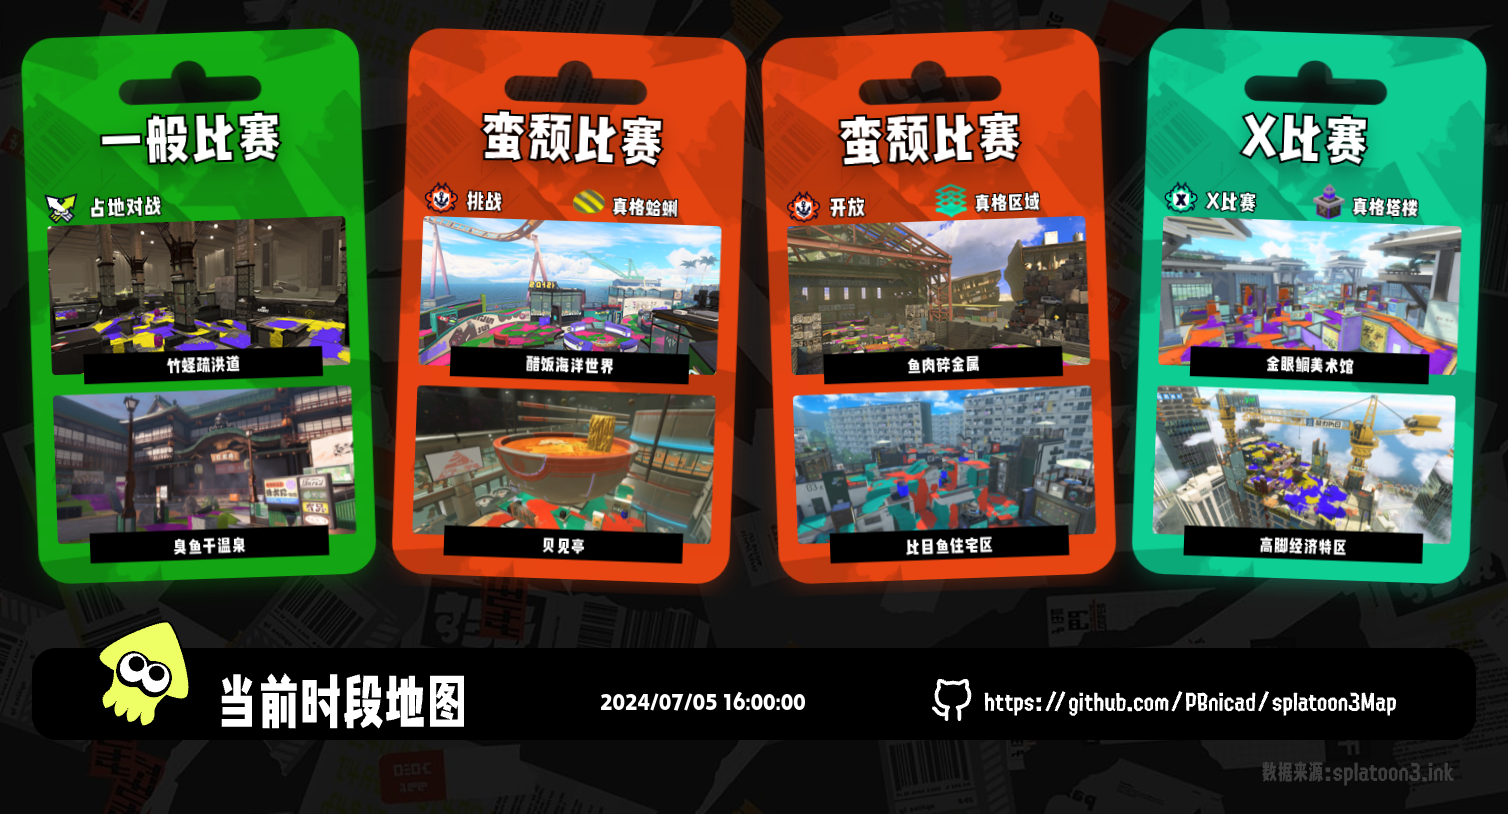 一般比赛
占地对战
竹蛏疏洪道
臭鱼干温泉
蛮颓比赛
挑战
真格蛤蜊
醋饭海洋世界
贝见亭
蛮颓比赛
开放
真格区域
鱼肉碎金属
比目鱼住宅区
X比赛
X比赛
真格塔楼
金眼鲷美术馆
高脚经济特区
当前时段地图
2024/07/05 16:00:00
https://github.com/PBnicad/splatoon3Map
数据来源:splatoon3.ink